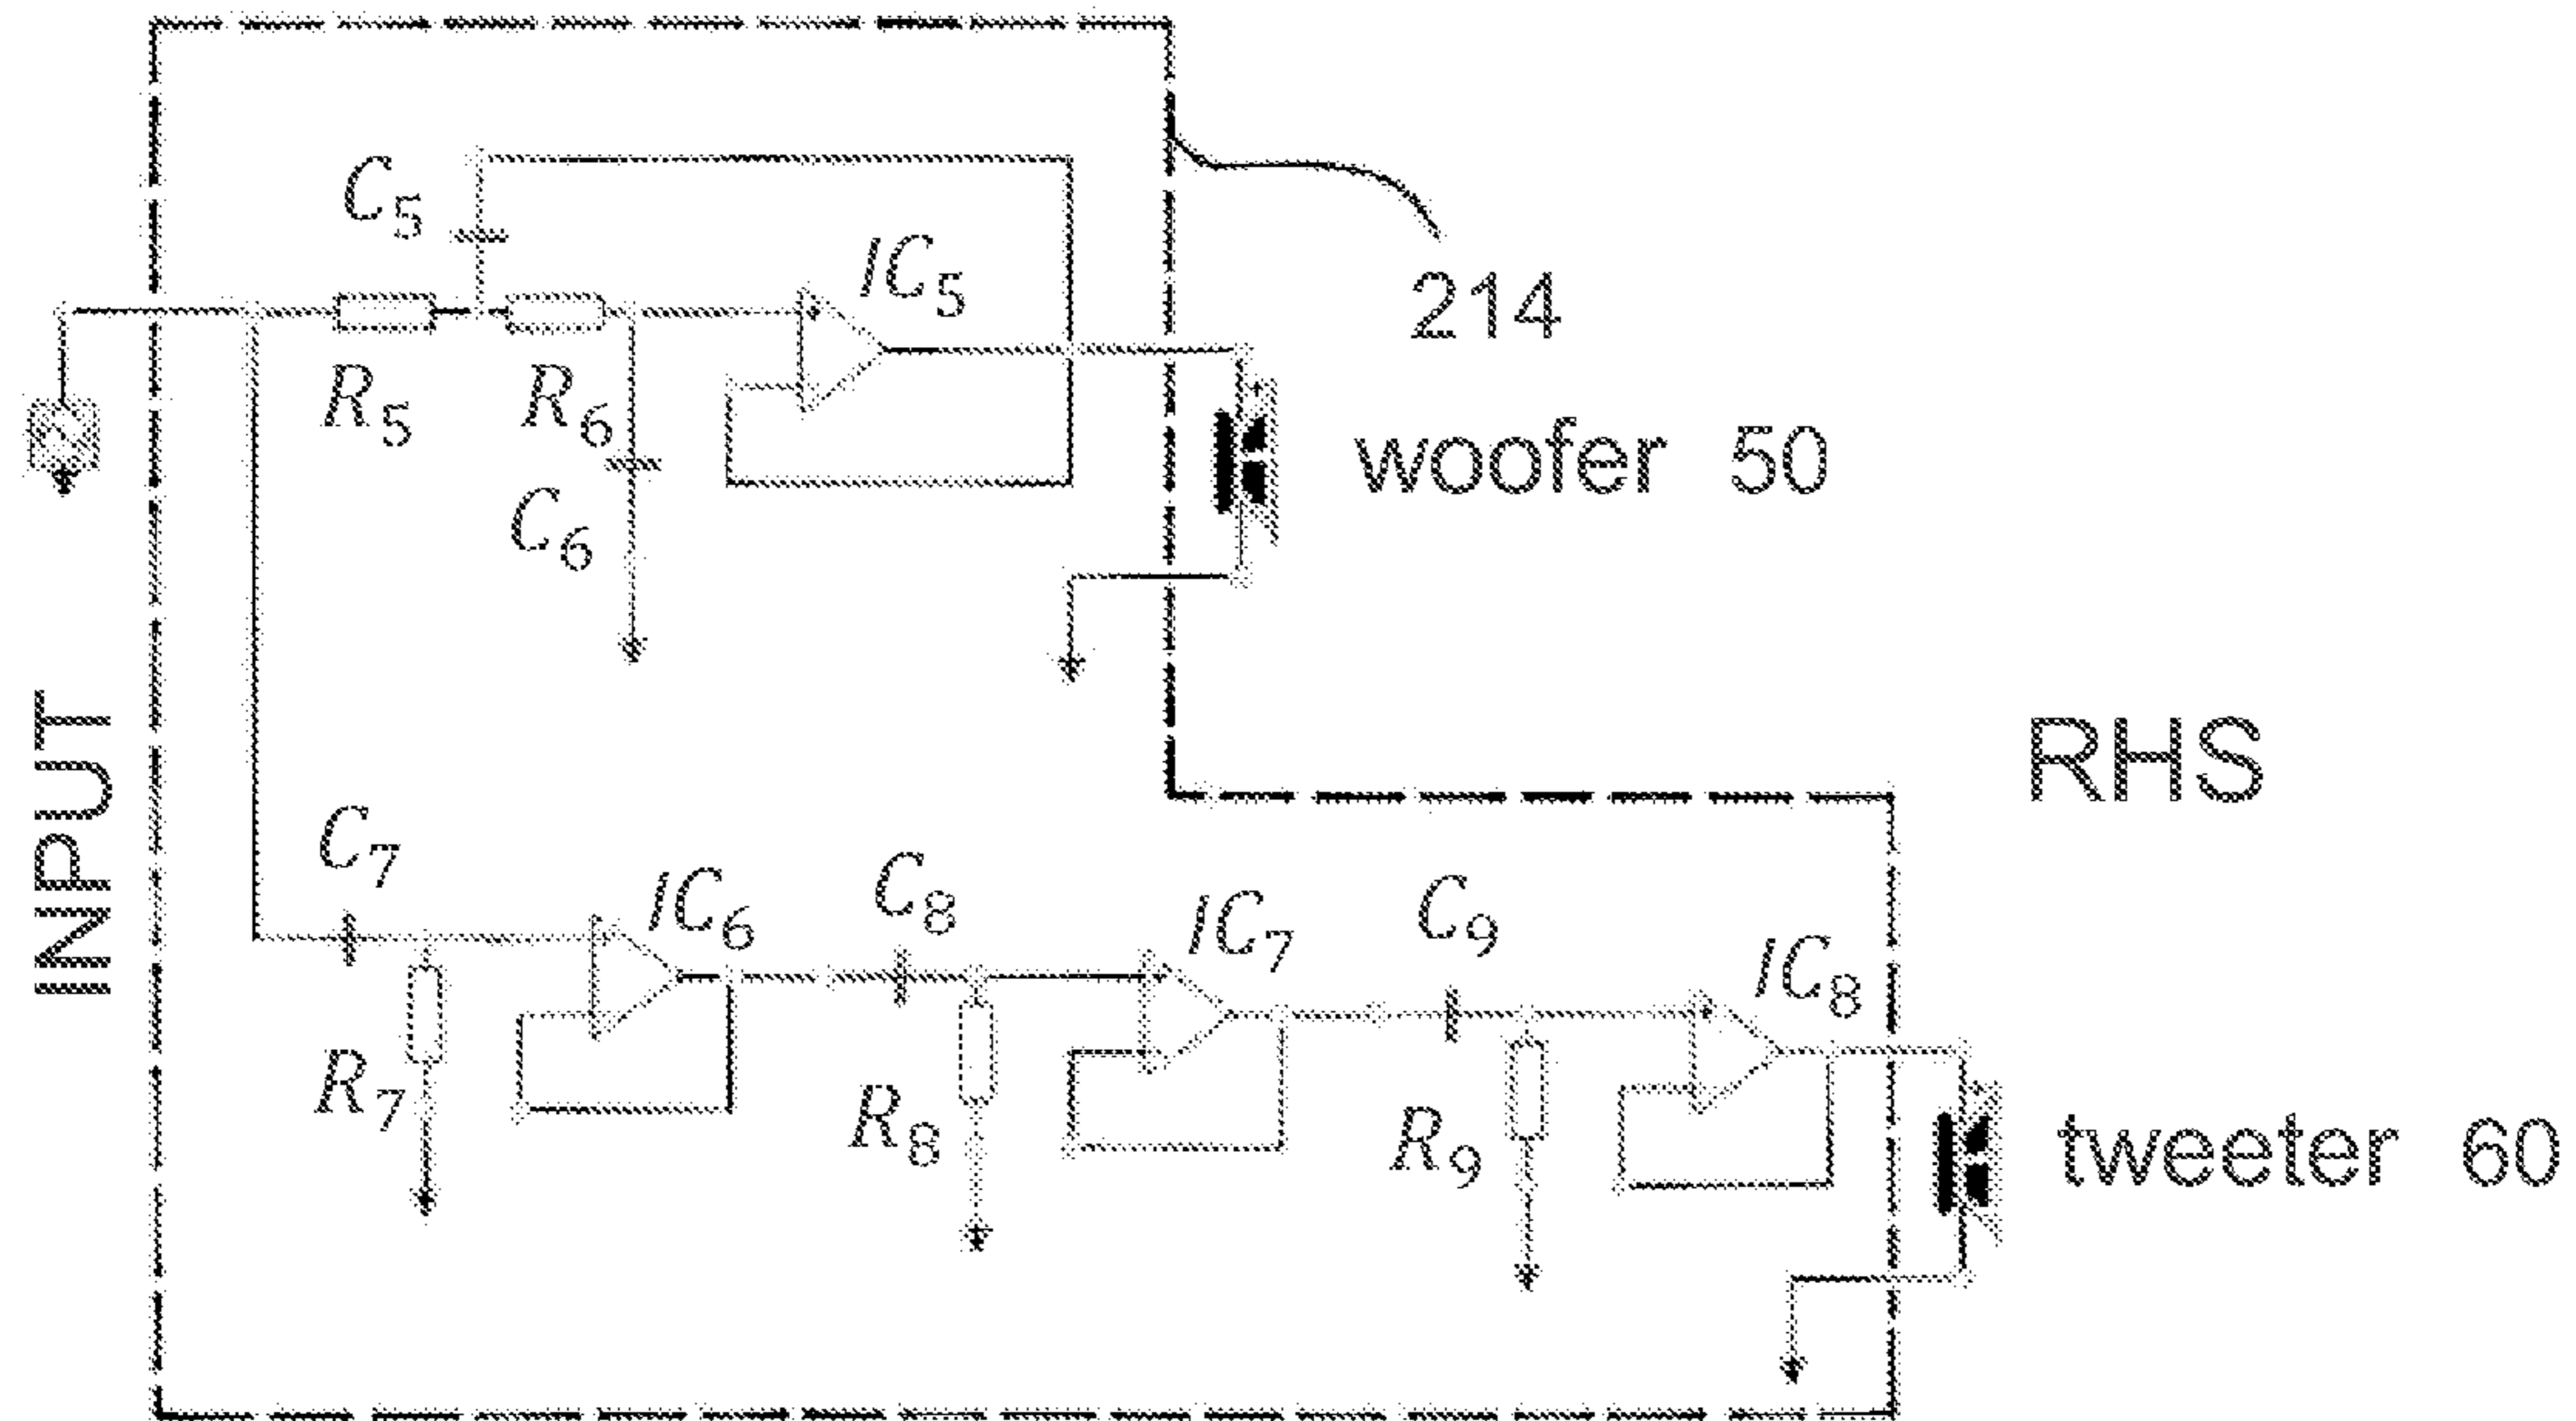 C5
IC5
214
R5
R6
woofer 50
C6
INPUT
RHS
C7
IC6
C8
IC7
C9
IC8
R7
R8
R9
tweeter 60